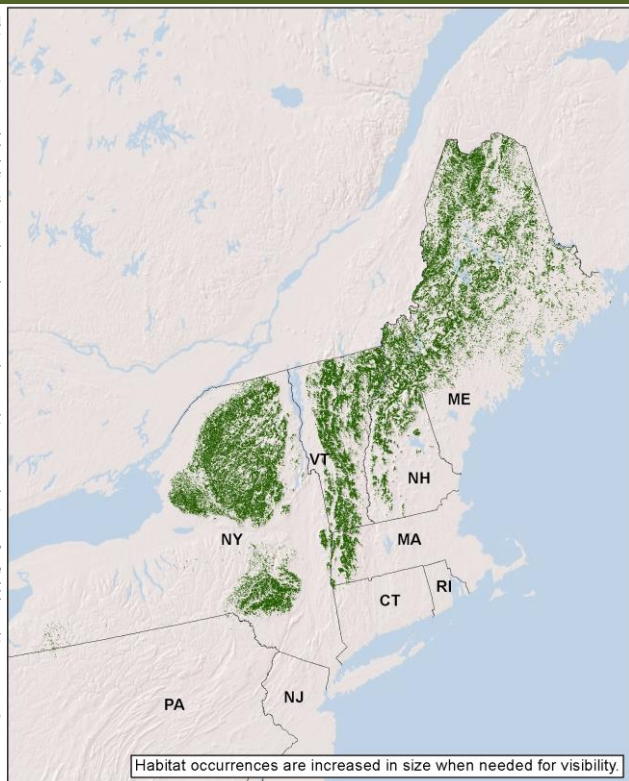 ME
VT
NH
NY
MA
CT
RI
PA
NJ
Habitat occurrences are increased in size when needed for visibility.